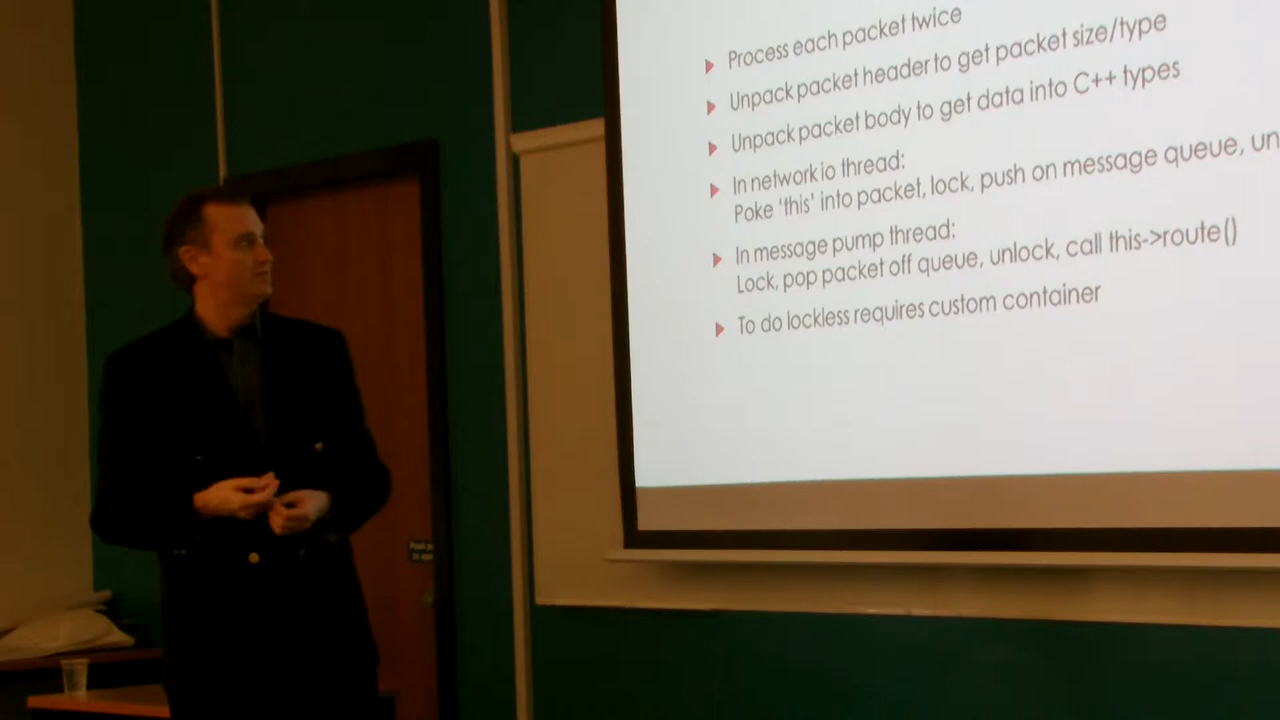 Process each packet twice
Unpack packet header to get packet size/type
Unpack packet body to get data into C++ types
In network io thread:
Poke 'this' into packet, lock, push on message queue, un
In message pump thread:
Lock, pop packet off queue, unlock, call this->route()
To do lockless requires custom container